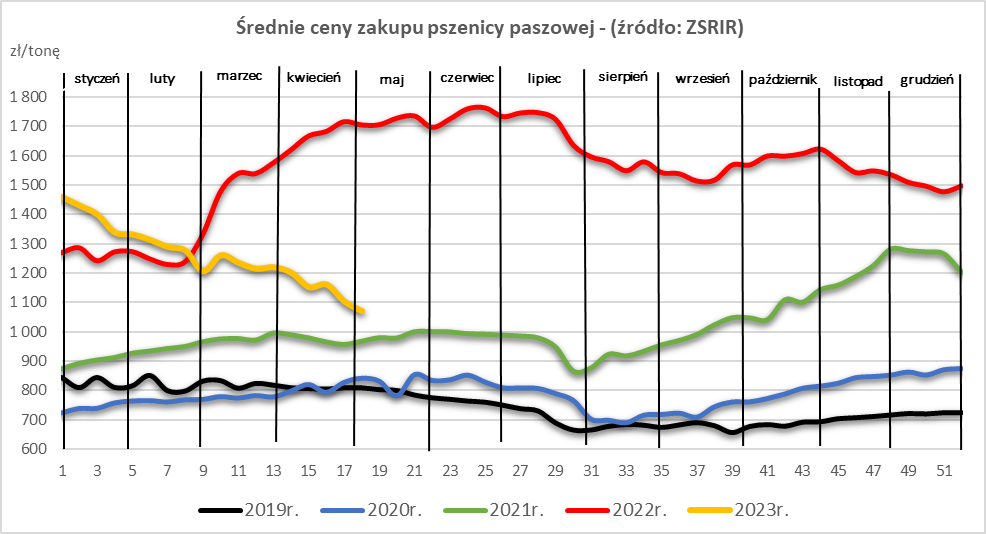 Średnie ceny zakupu pszenicy paszowej - (źródło: ZSRIR)
zł/tonę
styczeń luty marzec kwiecień maj czerwiec lipiec sierpień wrzesień październik listopad grudzień
1 800
1 700
1 600
1 500
1 400
1 300
1 200
1 100
1 000
900
800
700
600
1 3 5 7 9 11 13 15 17 19 21 23 25 27 29 31 33 35 37 39 41 43 45 47 49 51
2019r. 2020r. 2021r. 2022r. 2023r.